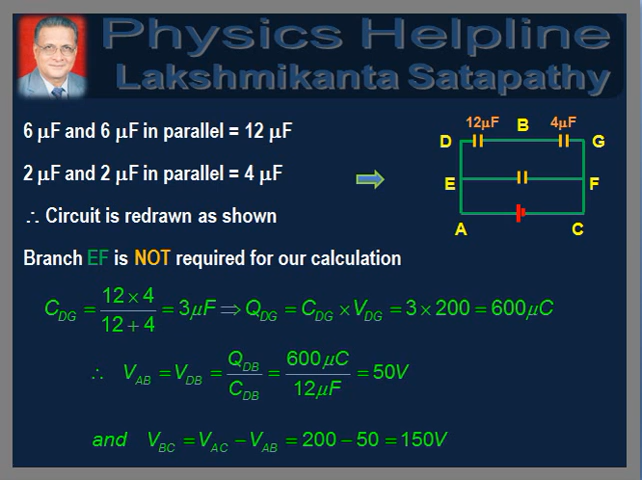 Physics Helpline
Lakshmikanta Satapathy
6 μF and 6 μF in parallel = 12 μF
2 μF and 2 μF in parallel = 4 μF
∴ Circuit is redrawn as shown
12μF B 4μF
D G
E F
A C
Branch EF is NOT required for our calculation
C_DG = (12 × 4)/(12 + 4) = 3μF ⇒ Q_DG = C_DG × V_DG = 3 × 200 = 600μC
∴ V_AB = V_DB = Q_DB/C_DB = 600μC/12μF = 50V
and V_BC = V_AC − V_AB = 200 − 50 = 150V